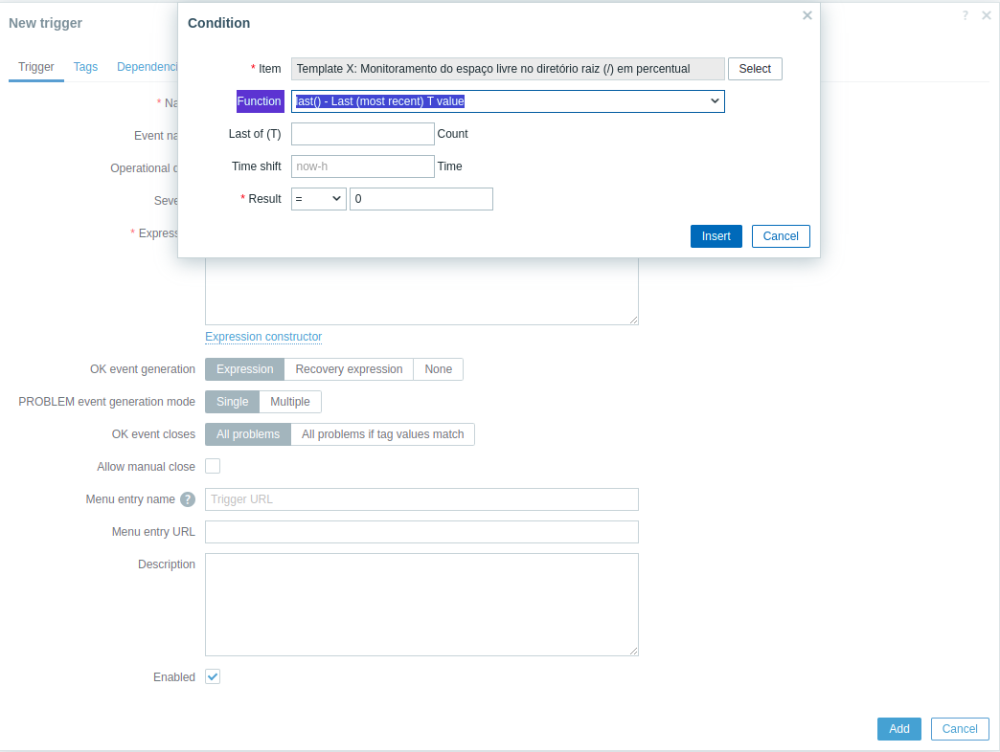 New trigger
? ×
Condition
×
Trigger Tags Dependenci
* Item Template X: Monitoramento do espaço livre no diretório raiz (/) em percentual Select
Function last() - Last (most recent) T value
Last of (T) Count
Time shift now-h Time
* Result = 0
Insert Cancel
* Na
Event na
Operational d
Seve
* Express
Expression constructor
OK event generation Expression Recovery expression None
PROBLEM event generation mode Single Multiple
OK event closes All problems All problems if tag values match
Allow manual close
Menu entry name ? Trigger URL
Menu entry URL
Description
Enabled
Add Cancel